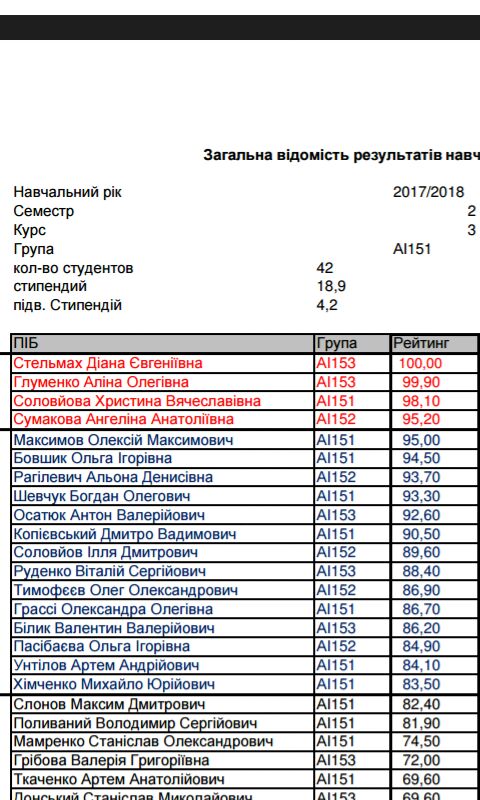 Загальна відомість результатів навч
Навчальний рік 2017/2018
Семестр 2
Курс 3
Група АІ151
кол-во студентов 42
стипендий 18,9
підв. Стипендій 4,2
ПІБ Група Рейтинг
Стельмах Діана Євгеніївна АІ153 100,00
Глуменко Аліна Олегівна АІ153 99,90
Соловйова Христина Вячеславівна АІ151 98,10
Сумакова Ангеліна Анатоліївна АІ152 95,20
Максимов Олексій Максимович АІ151 95,00
Бовшик Ольга Ігорівна АІ151 94,50
Рагілевич Альона Денисівна АІ152 93,70
Шевчук Богдан Олегович АІ151 93,30
Осатюк Антон Валерійович АІ153 92,60
Копієвський Дмитро Вадимович АІ151 90,50
Соловйов Ілля Дмитрович АІ152 89,60
Руденко Віталій Сергійович АІ153 88,40
Тимофєєв Олег Олександрович АІ152 86,90
Грассі Олександра Олегівна АІ151 86,70
Білик Валентин Валерійович АІ153 86,20
Пасібаєва Ольга Ігорівна АІ152 84,90
Унтілов Артем Андрійович АІ151 84,10
Хімченко Михайло Юрійович АІ151 83,50
Слонов Максим Дмитрович АІ151 82,40
Поливаний Володимир Сергійович АІ151 81,90
Мамренко Станіслав Олександрович АІ151 74,50
Грібова Валерія Григоріївна АІ153 72,00
Ткаченко Артем Анатолійович АІ151 69,60
Донський Станіслав Миколайович АІ153 69,60